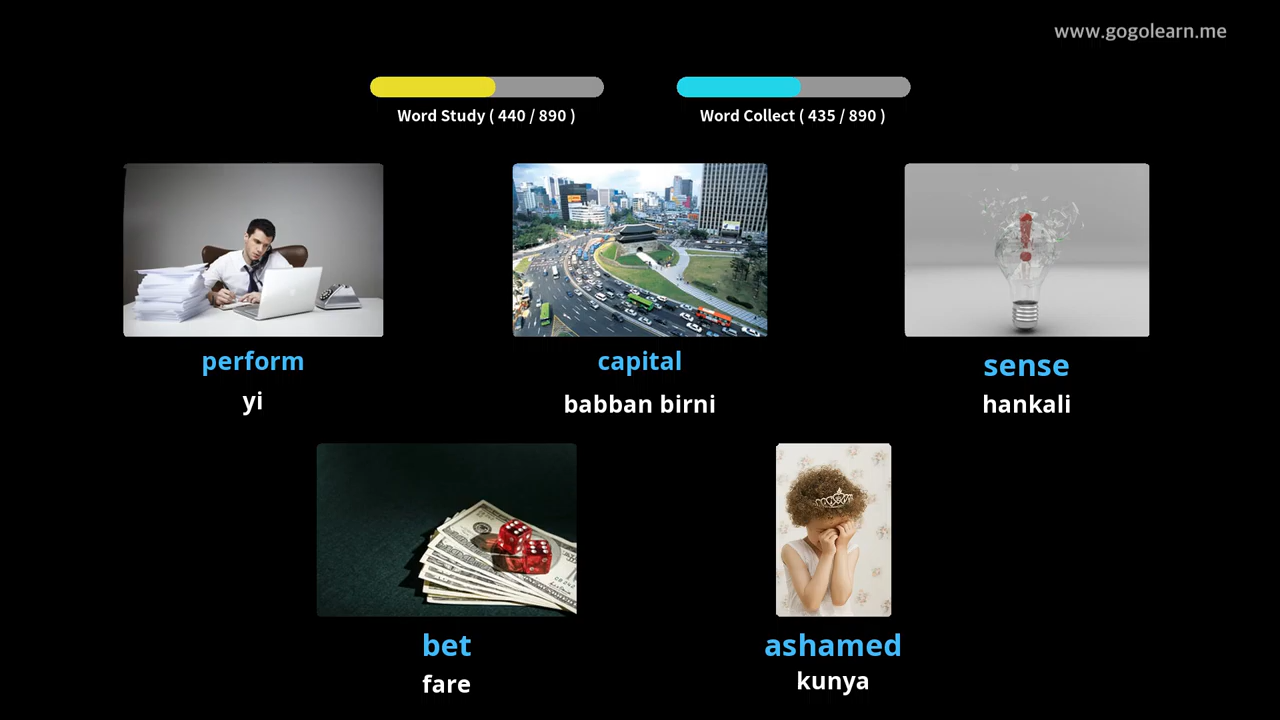 www.gogolearn.me
Word Study ( 440 / 890 )
Word Collect ( 435 / 890 )
perform
yi
capital
babban birni
sense
hankali
bet
fare
ashamed
kunya